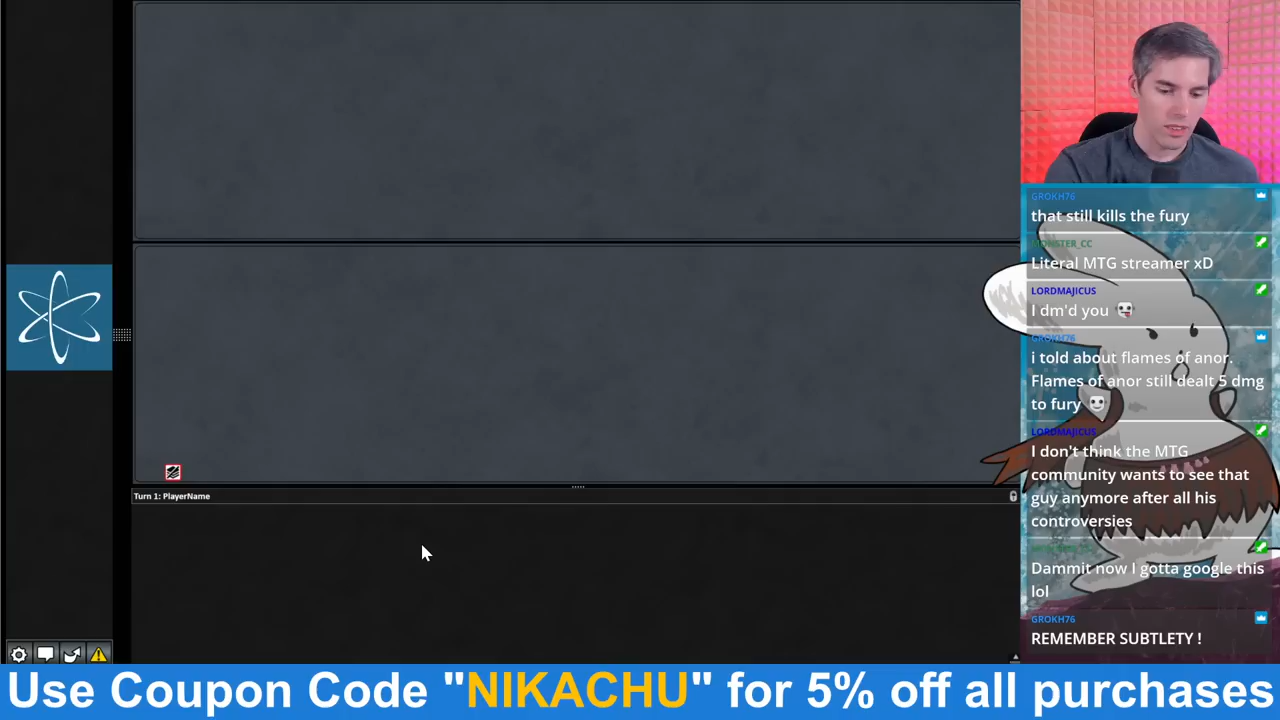 GROKH76
that still kills the fury
MONSTER_CC
Literal MTG streamer xD
LORDMAJICUS
I dm'd you
GROKH76
i told about flames of anor.
Flames of anor still dealt 5 dmg
to fury
LORDMAJICUS
I don't think the MTG
community wants to see that
guy anymore after all his
controversies
Dammit now I gotta google this
lol
GROKH76
REMEMBER SUBTLETY !
Turn 1: PlayerName
Use Coupon Code "NIKACHU" for 5% off all purchases